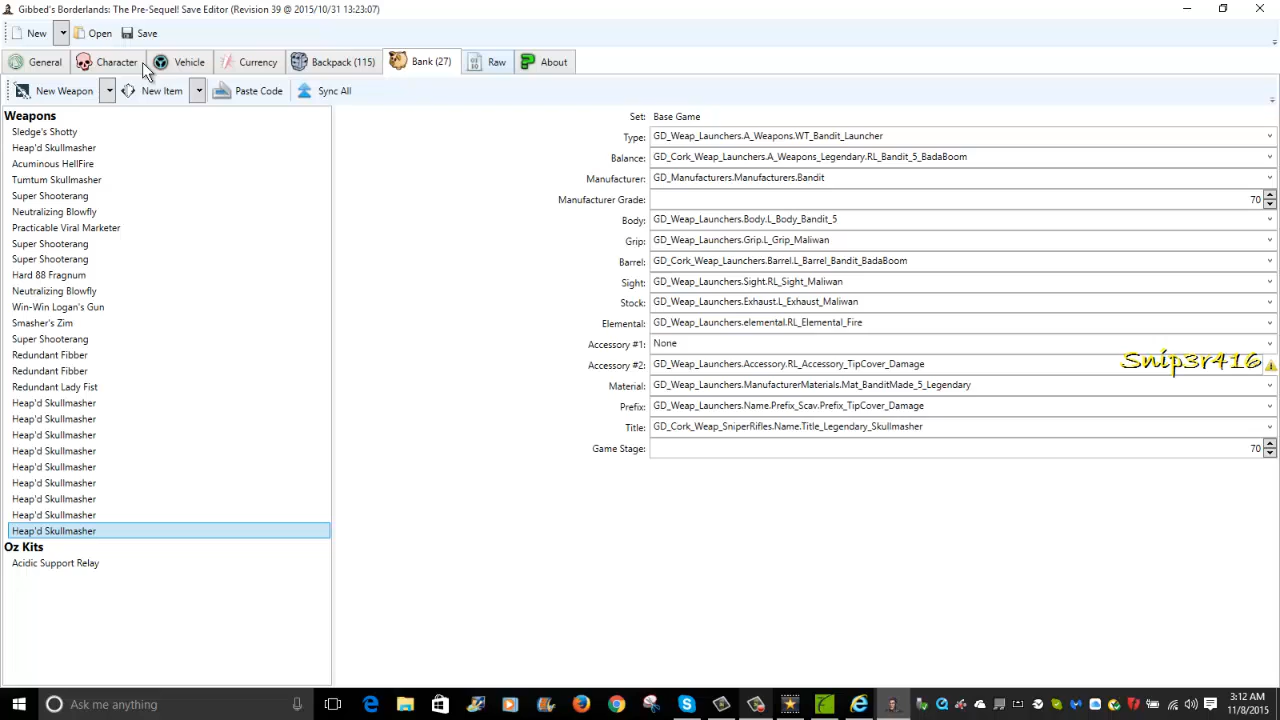 Gibbed's Borderlands: The Pre-Sequel! Save Editor (Revision 39 @ 2015/10/31 13:23:07)
New Open Save
General Character Vehicle Currency Backpack (115) Bank (27) Raw About
New Weapon New Item Paste Code Sync All
Weapons
Sledge's Shotty
Heap'd Skullmasher
Acuminous HellFire
Tumtum Skullmasher
Super Shooterang
Neutralizing Blowfly
Practicable Viral Marketer
Super Shooterang
Super Shooterang
Hard 88 Fragnum
Neutralizing Blowfly
Win-Win Logan's Gun
Smasher's Zim
Super Shooterang
Redundant Fibber
Redundant Fibber
Redundant Lady Fist
Heap'd Skullmasher
Heap'd Skullmasher
Heap'd Skullmasher
Heap'd Skullmasher
Heap'd Skullmasher
Heap'd Skullmasher
Heap'd Skullmasher
Heap'd Skullmasher
Heap'd Skullmasher
Oz Kits
Acidic Support Relay
Set: Base Game
Type: GD_Weap_Launchers.A_Weapons.WT_Bandit_Launcher
Balance: GD_Cork_Weap_Launchers.A_Weapons_Legendary.RL_Bandit_5_BadaBoom
Manufacturer: GD_Manufacturers.Manufacturers.Bandit
Manufacturer Grade: 70
Body: GD_Weap_Launchers.Body.L_Body_Bandit_5
Grip: GD_Weap_Launchers.Grip.L_Grip_Maliwan
Barrel: GD_Cork_Weap_Launchers.Barrel.L_Barrel_Bandit_BadaBoom
Sight: GD_Weap_Launchers.Sight.RL_Sight_Maliwan
Stock: GD_Weap_Launchers.Exhaust.L_Exhaust_Maliwan
Elemental: GD_Weap_Launchers.elemental.RL_Elemental_Fire
Accessory #1: None
Accessory #2: GD_Weap_Launchers.Accessory.RL_Accessory_TipCover_Damage
Snip3r416
Material: GD_Weap_Launchers.ManufacturerMaterials.Mat_BanditMade_5_Legendary
Prefix: GD_Weap_Launchers.Name.Prefix_Scav.Prefix_TipCover_Damage
Title: GD_Cork_Weap_SniperRifles.Name.Title_Legendary_Skullmasher
Game Stage: 70
Ask me anything
3:12 AM
11/8/2015